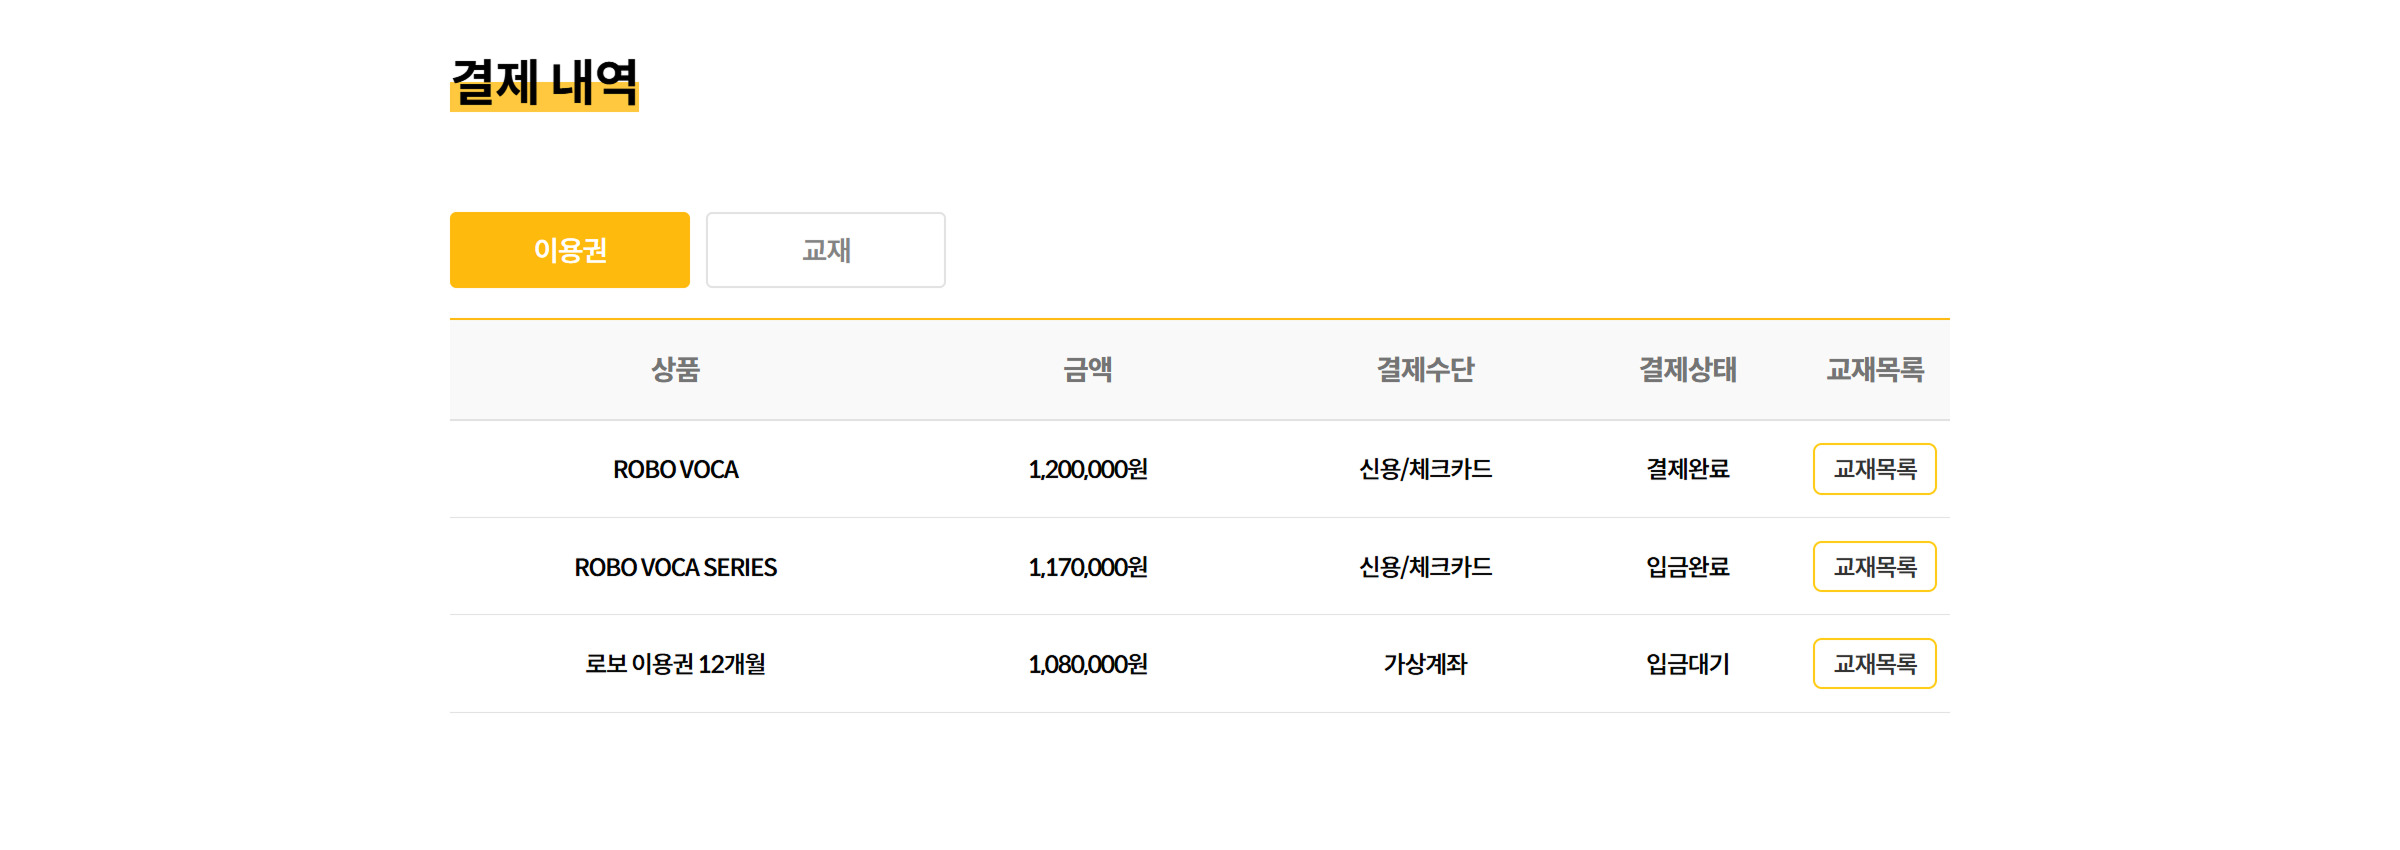 결제 내역
이용권 교재
상품 금액 결제수단 결제상태 교재목록
ROBO VOCA 1,200,000원 신용/체크카드 결제완료 교재목록
ROBO VOCA SERIES 1,170,000원 신용/체크카드 입금완료 교재목록
로보 이용권 12개월 1,080,000원 가상계좌 입금대기 교재목록